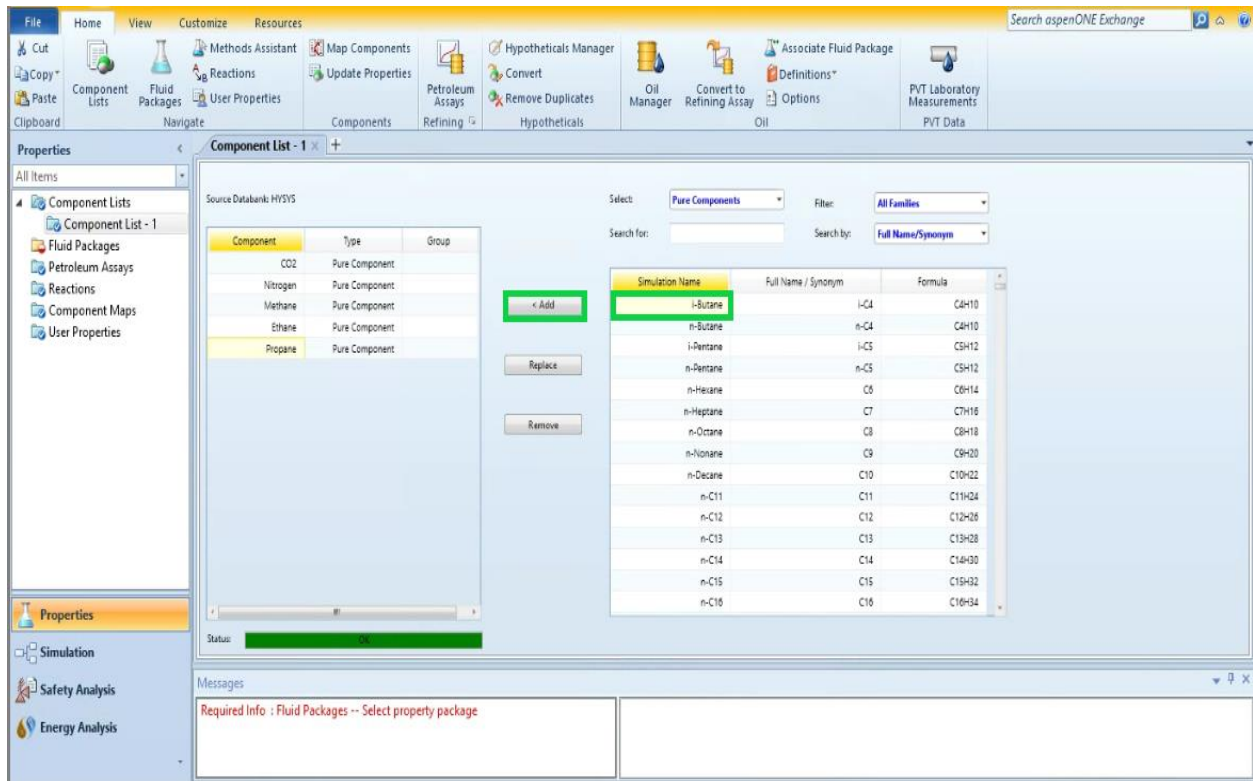 File Home View Customize Resources Search aspenONE Exchange
Cut
Copy
Paste
Clipboard
Component Lists
Fluid Packages
Methods Assistant
Reactions
User Properties
Navigate
Map Components
Update Properties
Components
Petroleum Assays
Refining
Hypotheticals Manager
Convert
Remove Duplicates
Hypotheticals
Oil Manager
Convert to Refining Assay
Associate Fluid Package
Definitions
Options
Oil
PVT Laboratory Measurements
PVT Data
Properties <
All Items
Component Lists
Component List - 1
Fluid Packages
Petroleum Assays
Reactions
Component Maps
User Properties
Properties
Simulation
Safety Analysis
Energy Analysis
Component List - 1 × +
Source Databank: HYSYS
Component Type Group
CO2 Pure Component
Nitrogen Pure Component
Methane Pure Component
Ethane Pure Component
Propane Pure Component
Status: OK
< Add
Replace
Remove
Select: Pure Components Filter: All Families
Search for: Search by: Full Name/Synonym
Simulation Name Full Name / Synonym Formula
i-Butane i-C4 C4H10
n-Butane n-C4 C4H10
i-Pentane i-C5 C5H12
n-Pentane n-C5 C5H12
n-Hexane C6 C6H14
n-Heptane C7 C7H16
n-Octane C8 C8H18
n-Nonane C9 C9H20
n-Decane C10 C10H22
n-C11 C11 C11H24
n-C12 C12 C12H26
n-C13 C13 C13H28
n-C14 C14 C14H30
n-C15 C15 C15H32
n-C16 C16 C16H34
Messages
Required Info : Fluid Packages -- Select property package